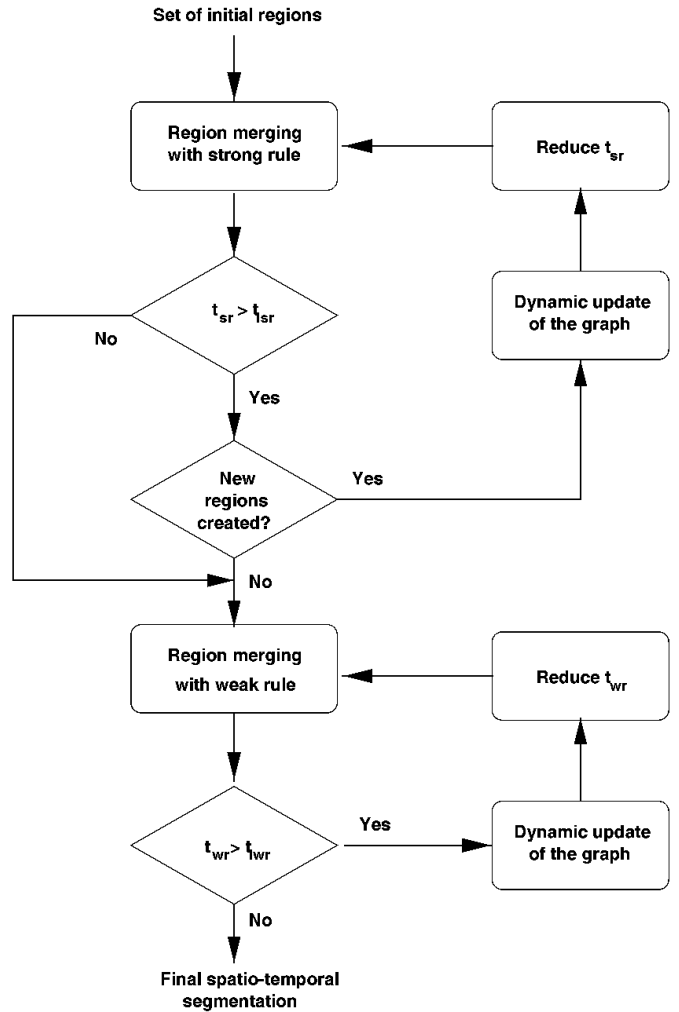 Set of initial regions
Region merging
with strong rule
Reduce t_sr
t_sr > t_lsr
No
Dynamic update
of the graph
Yes
New
regions
created?
Yes
No
Region merging
with weak rule
Reduce t_wr
t_wr > t_lwr
Yes
Dynamic update
of the graph
No
Final spatio-temporal
segmentation